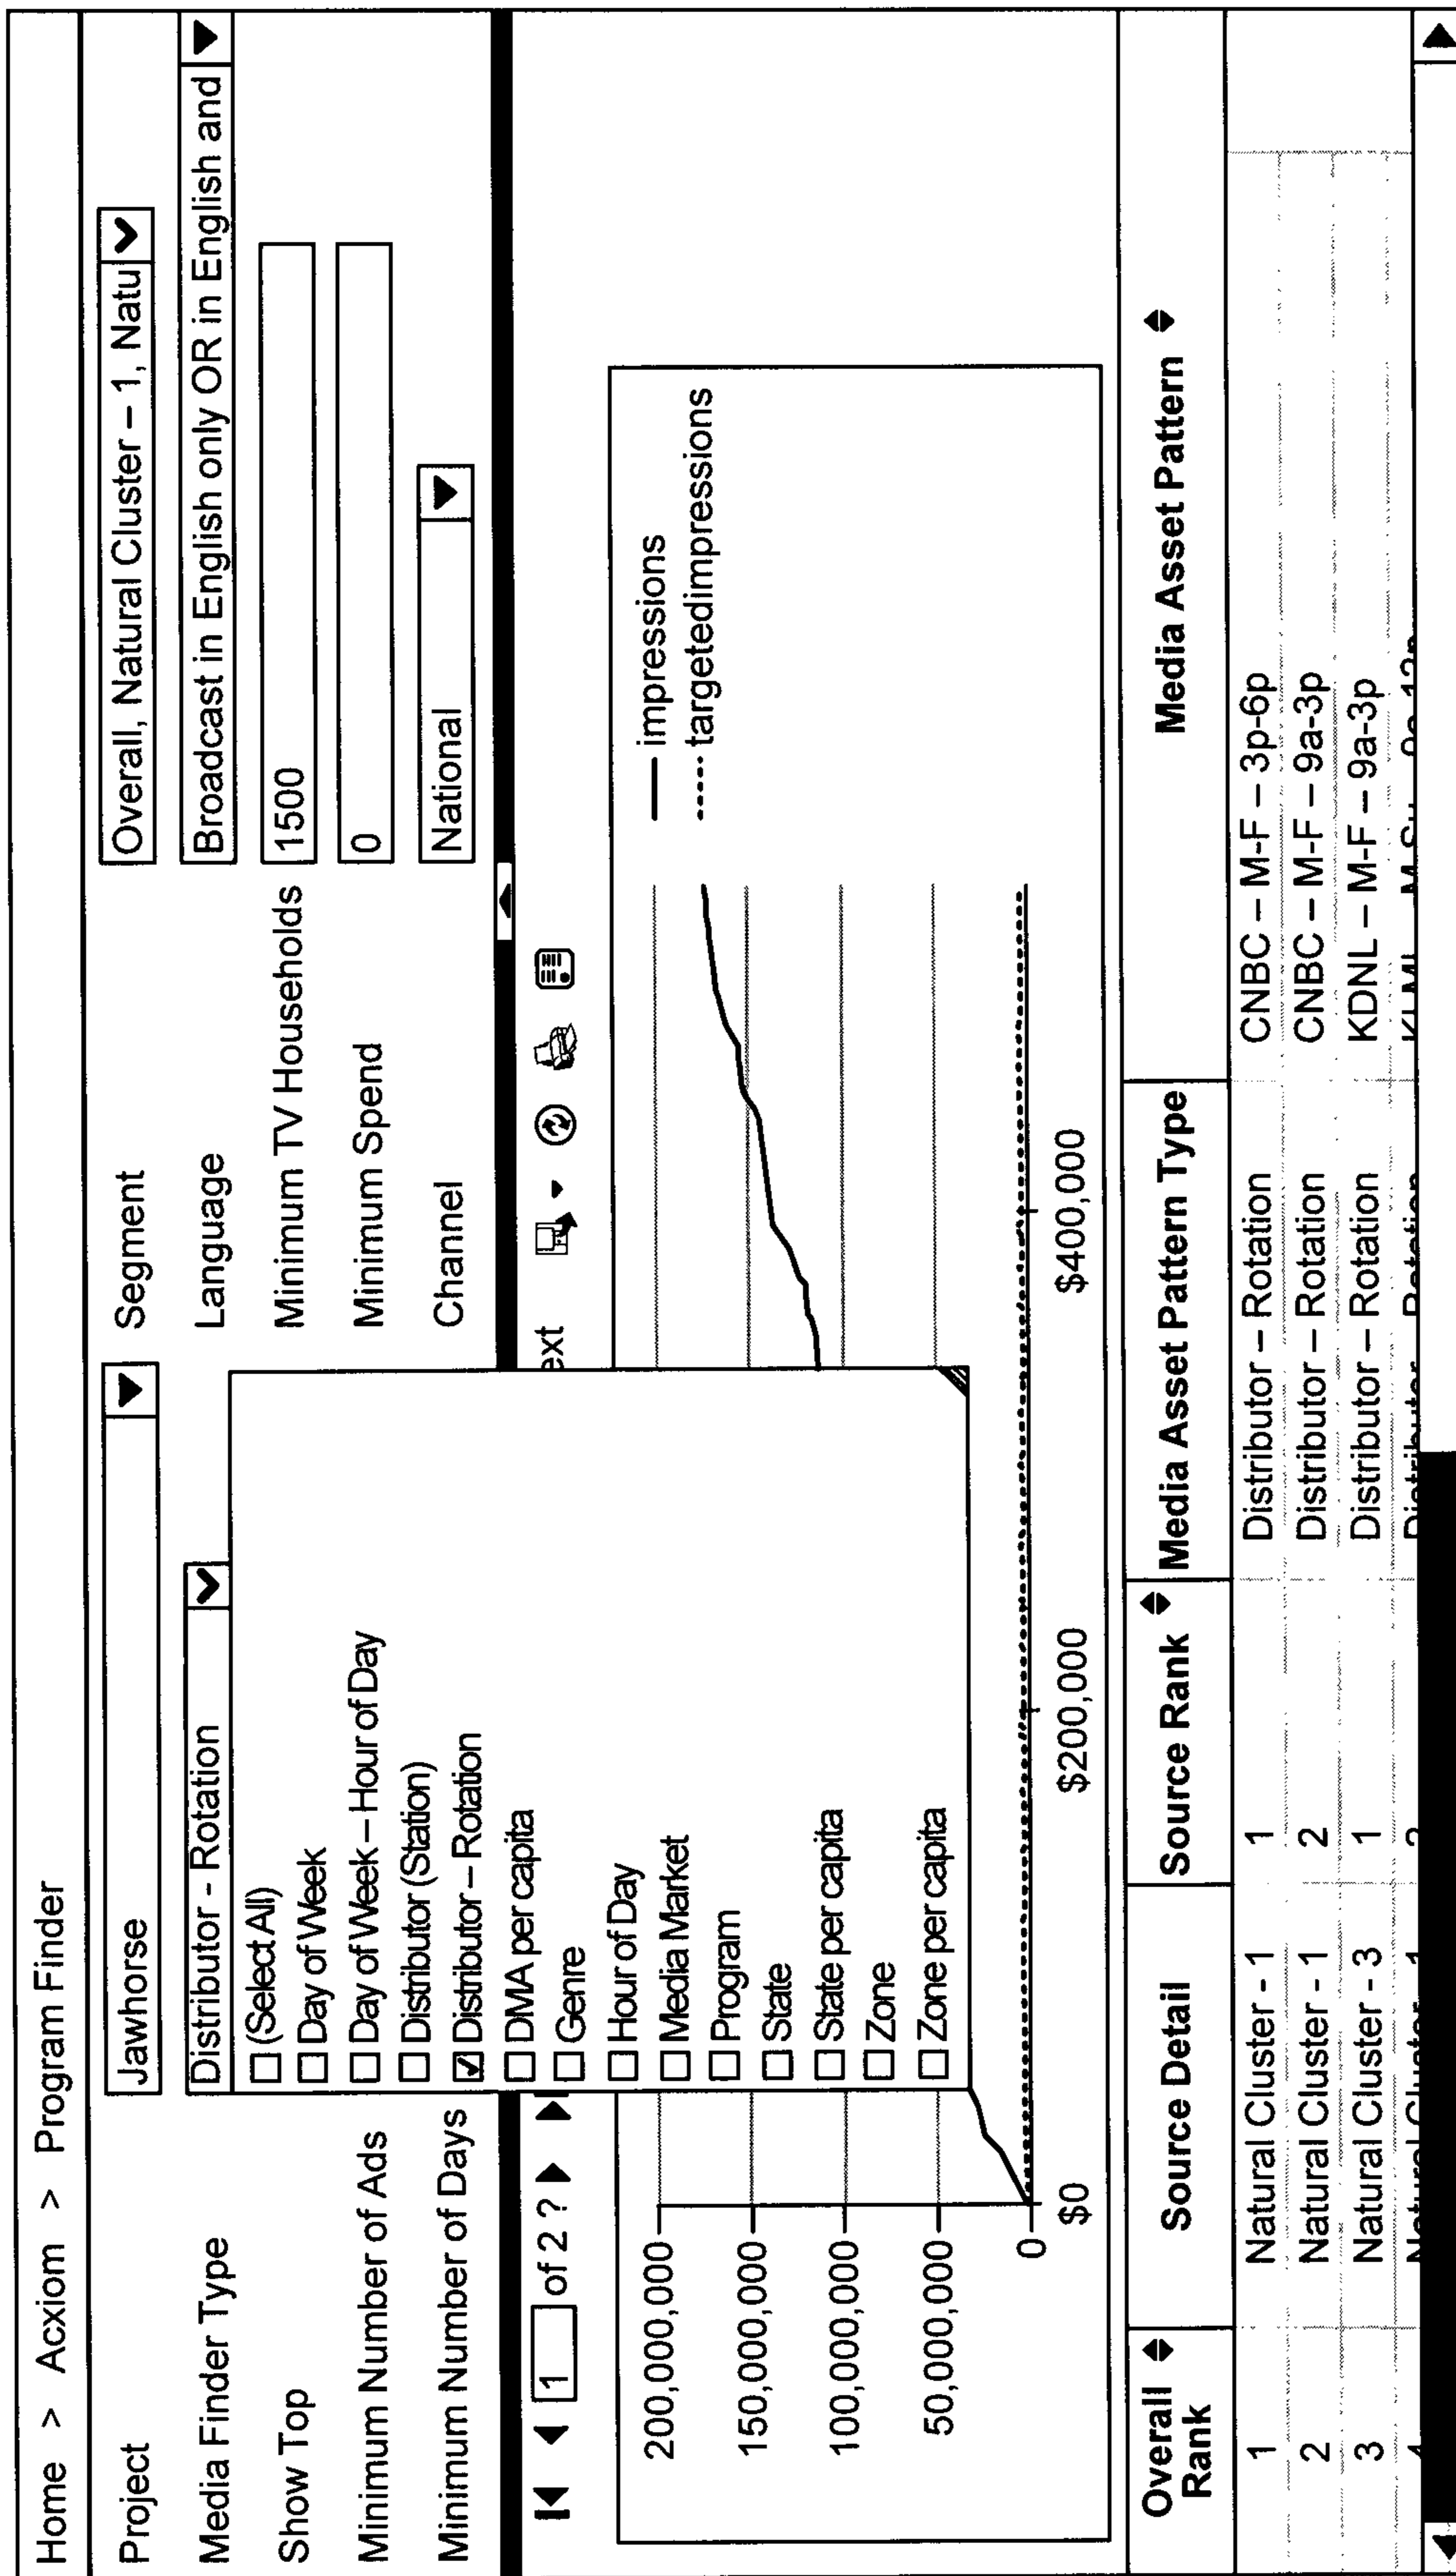 Home > Acxiom > Program Finder
Project Jawhorse Segment Overall, Natural Cluster – 1, Natu
Media Finder Type Distributor - Rotation Language Broadcast in English only OR in English and
Show Top Minimum TV Households 1500
Minimum Number of Ads Minimum Spend 0
Minimum Number of Days Channel National
(Select All)
Day of Week
Day of Week – Hour of Day
Distributor (Station)
Distributor – Rotation
DMA per capita
Genre
Hour of Day
Media Market
Program
State
State per capita
Zone
Zone per capita
1 of 2 ? ext
impressions
targetedimpressions
200,000,000
150,000,000
100,000,000
50,000,000
0
$0 $200,000 $400,000
Overall Rank Source Detail Source Rank Media Asset Pattern Type Media Asset Pattern
1 Natural Cluster - 1 1 Distributor – Rotation CNBC – M-F – 3p-6p
2 Natural Cluster - 1 2 Distributor – Rotation CNBC – M-F – 9a-3p
3 Natural Cluster - 3 1 Distributor – Rotation KDNL – M-F – 9a-3p